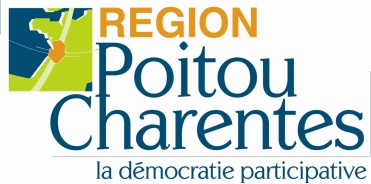 REGION
Poitou
Charentes
la démocratie participative